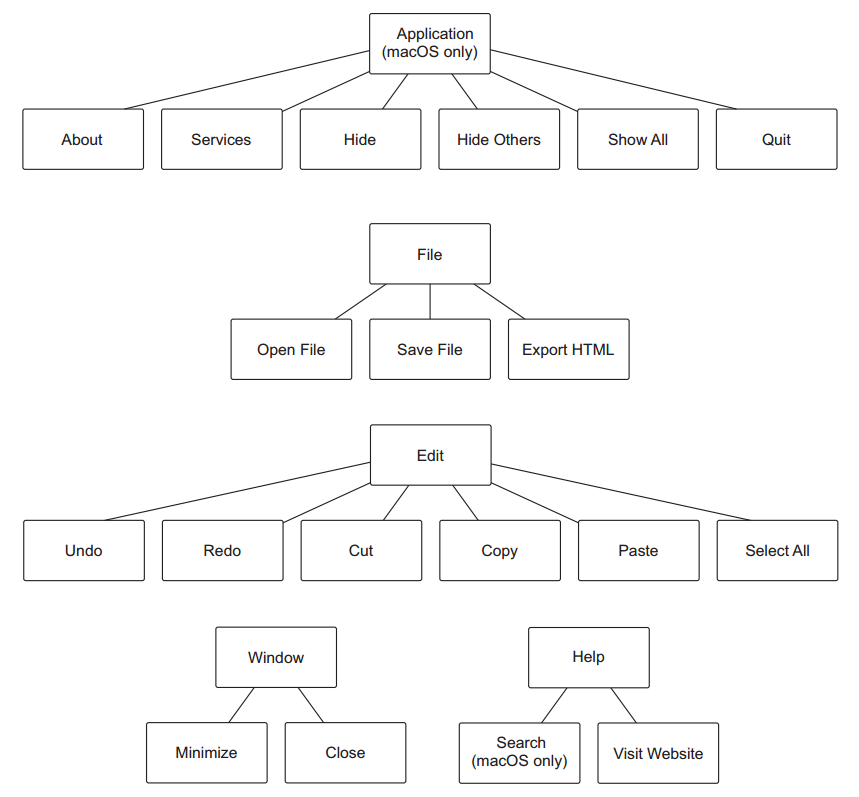 Application
(macOS only)
About
Services
Hide
Hide Others
Show All
Quit
File
Open File
Save File
Export HTML
Edit
Undo
Redo
Cut
Copy
Paste
Select All
Window
Help
Minimize
Close
Search
(macOS only)
Visit Website